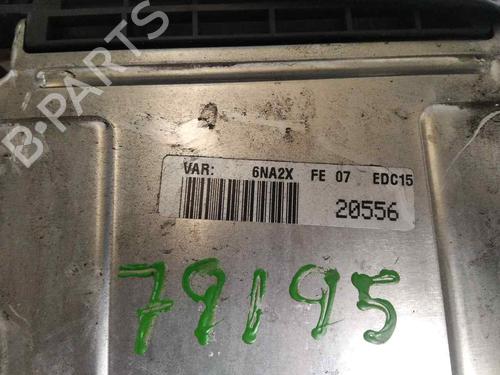 B-PARTS
VAR: 6NA2X FE 07 EDC15
20556
79195